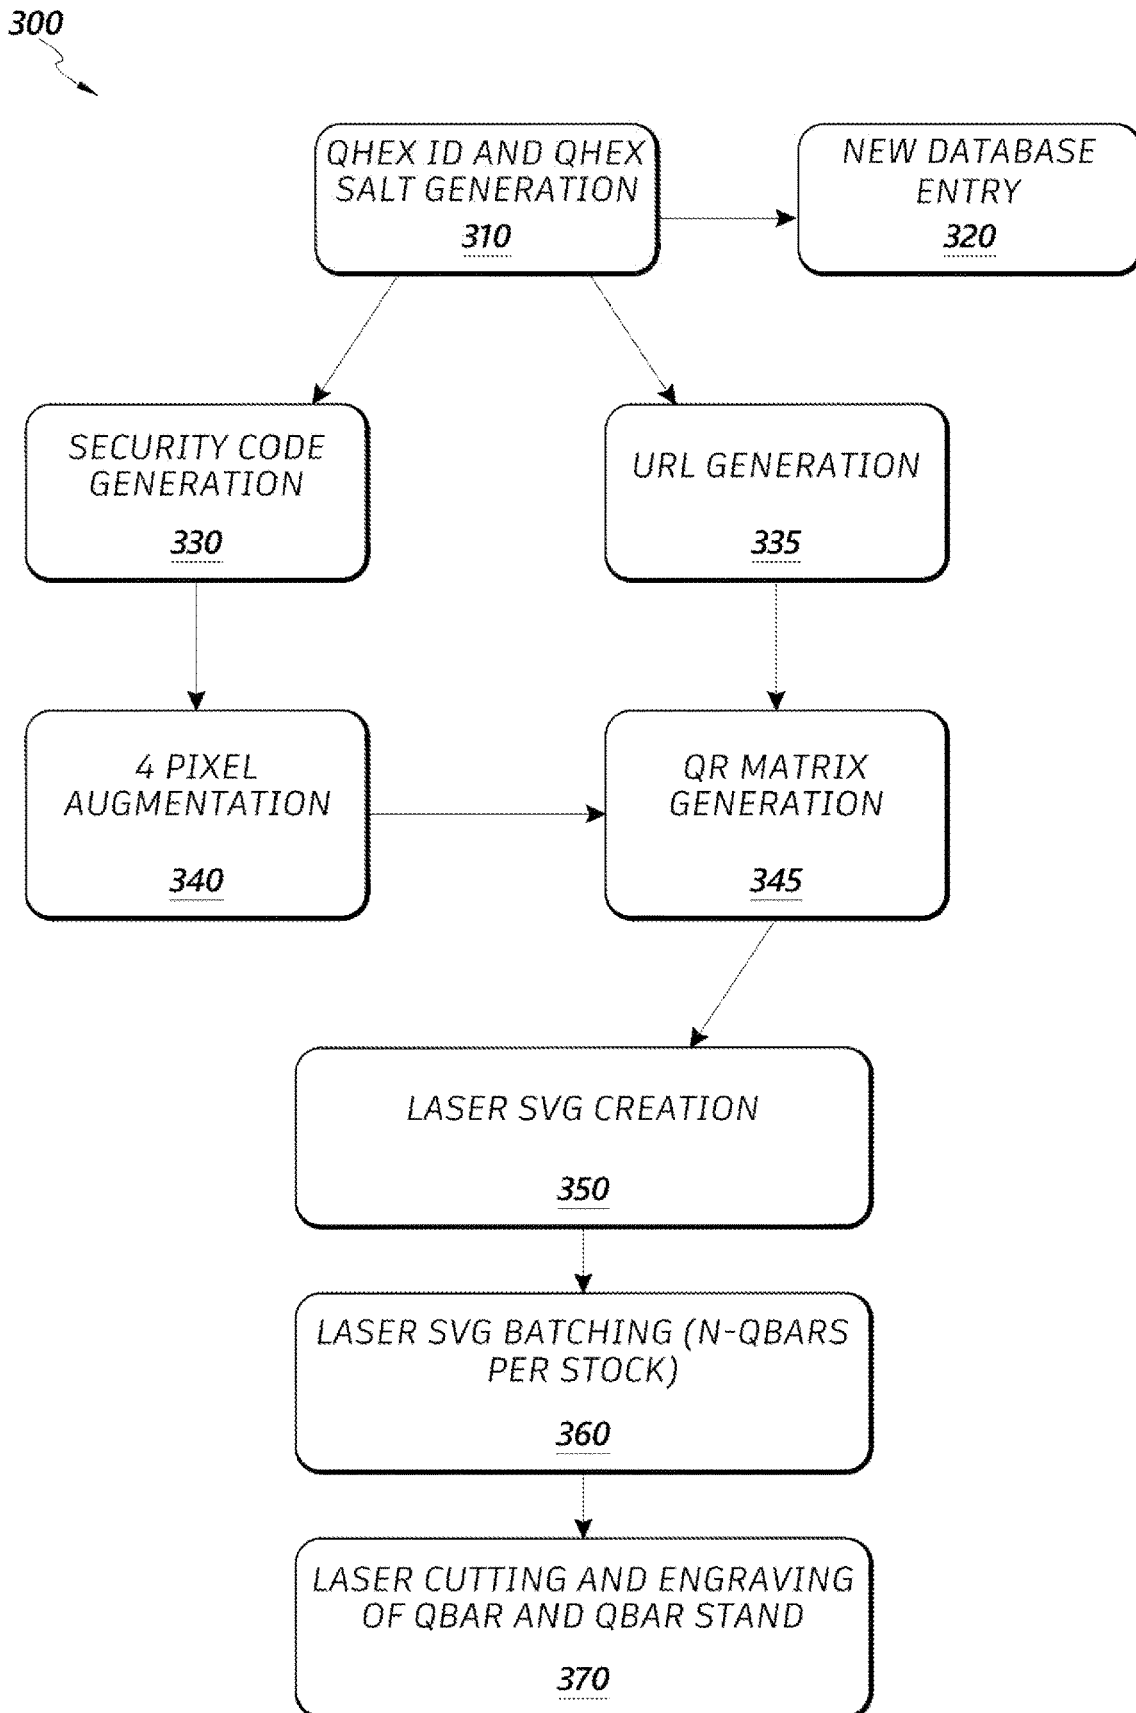 300
QHEX ID AND QHEX
SALT GENERATION
310
NEW DATABASE
ENTRY
320
SECURITY CODE
GENERATION
330
URL GENERATION
335
4 PIXEL
AUGMENTATION
340
QR MATRIX
GENERATION
345
LASER SVG CREATION
350
LASER SVG BATCHING (N-QBARS
PER STOCK)
360
LASER CUTTING AND ENGRAVING
OF QBAR AND QBAR STAND
370